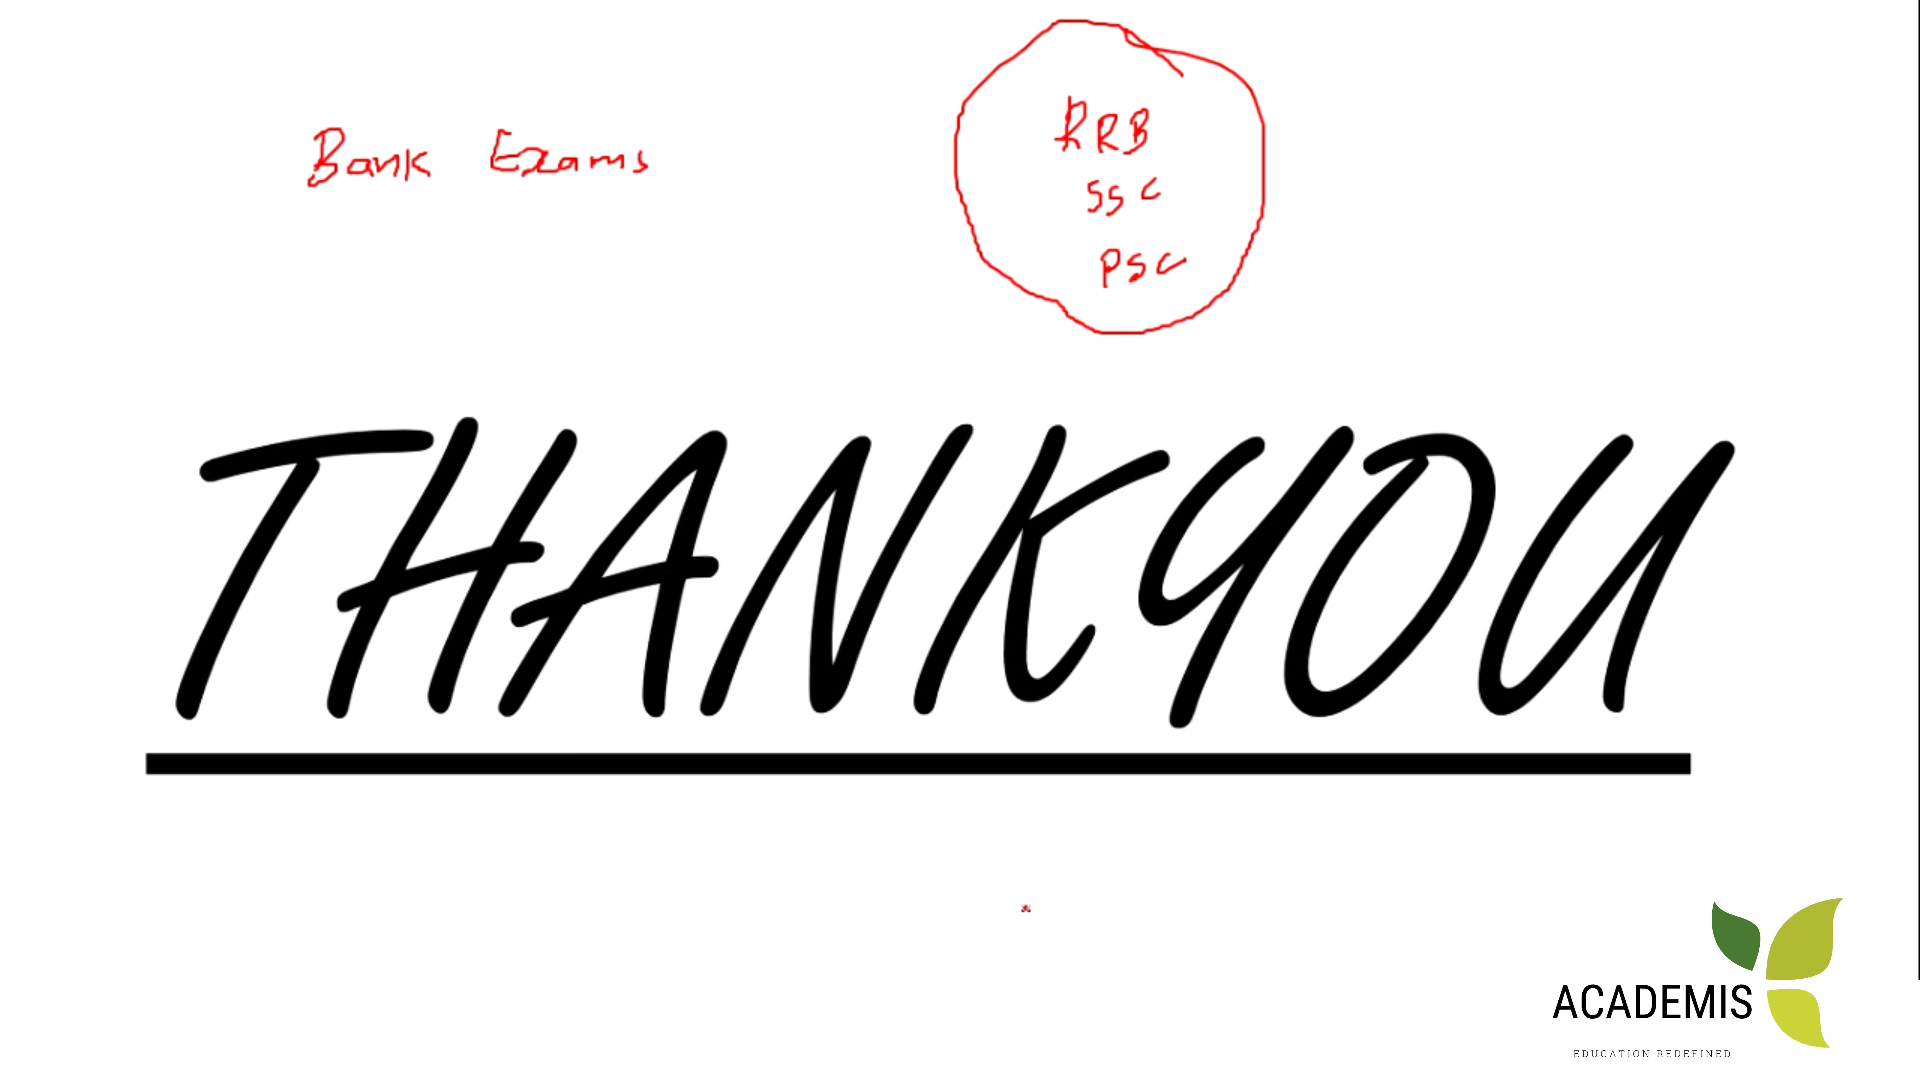 Bank Exams
RRB
SSC
PSC
THANKYOU
ACADEMIS
EDUCATION REDEFINED